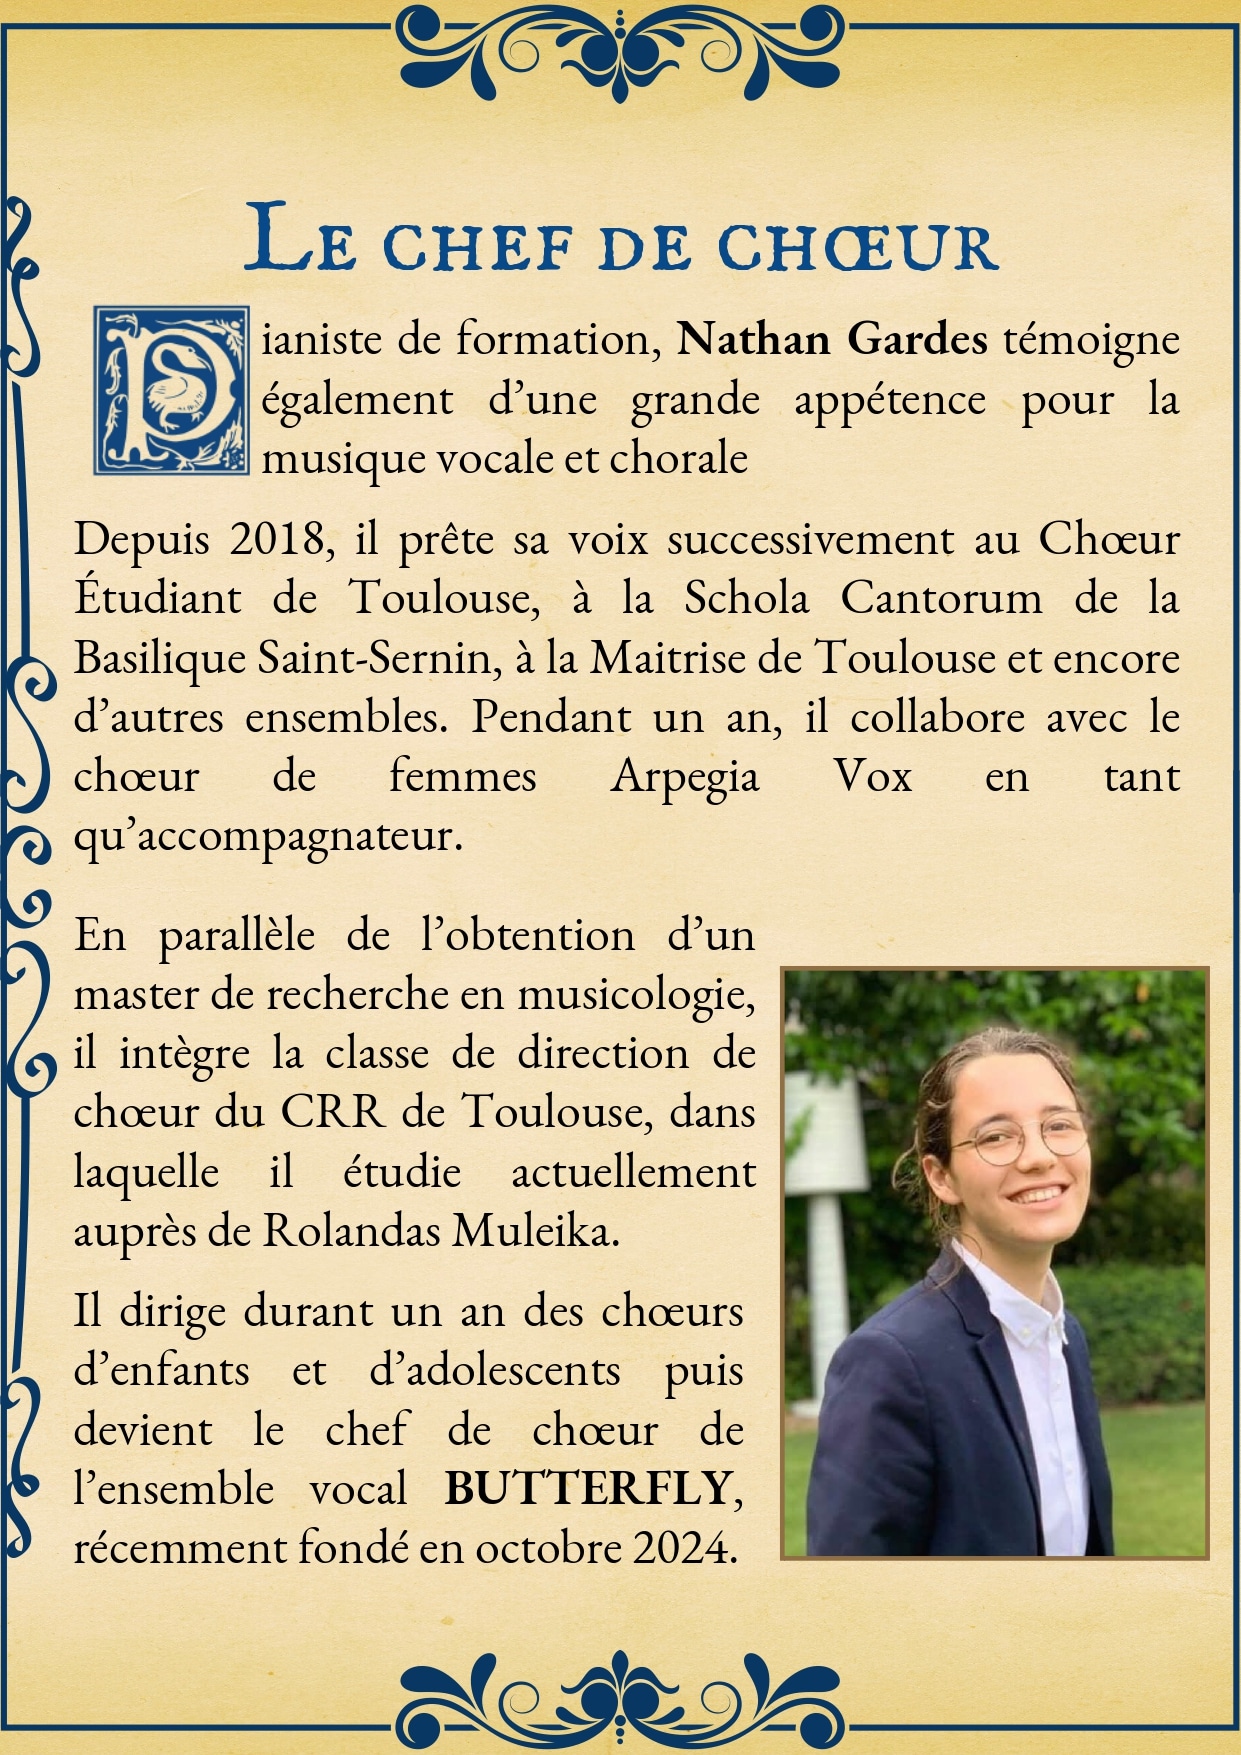 Le chef de chœur
Pianiste de formation, Nathan Gardes témoigne
également d’une grande appétence pour la
musique vocale et chorale
Depuis 2018, il prête sa voix successivement au Chœur
Étudiant de Toulouse, à la Schola Cantorum de la
Basilique Saint-Sernin, à la Maitrise de Toulouse et encore
d’autres ensembles. Pendant un an, il collabore avec le
chœur de femmes Arpegia Vox en tant
qu’accompagnateur.
En parallèle de l’obtention d’un
master de recherche en musicologie,
il intègre la classe de direction de
chœur du CRR de Toulouse, dans
laquelle il étudie actuellement
auprès de Rolandas Muleika.
Il dirige durant un an des chœurs
d’enfants et d’adolescents puis
devient le chef de chœur de
l’ensemble vocal BUTTERFLY,
récemment fondé en octobre 2024.